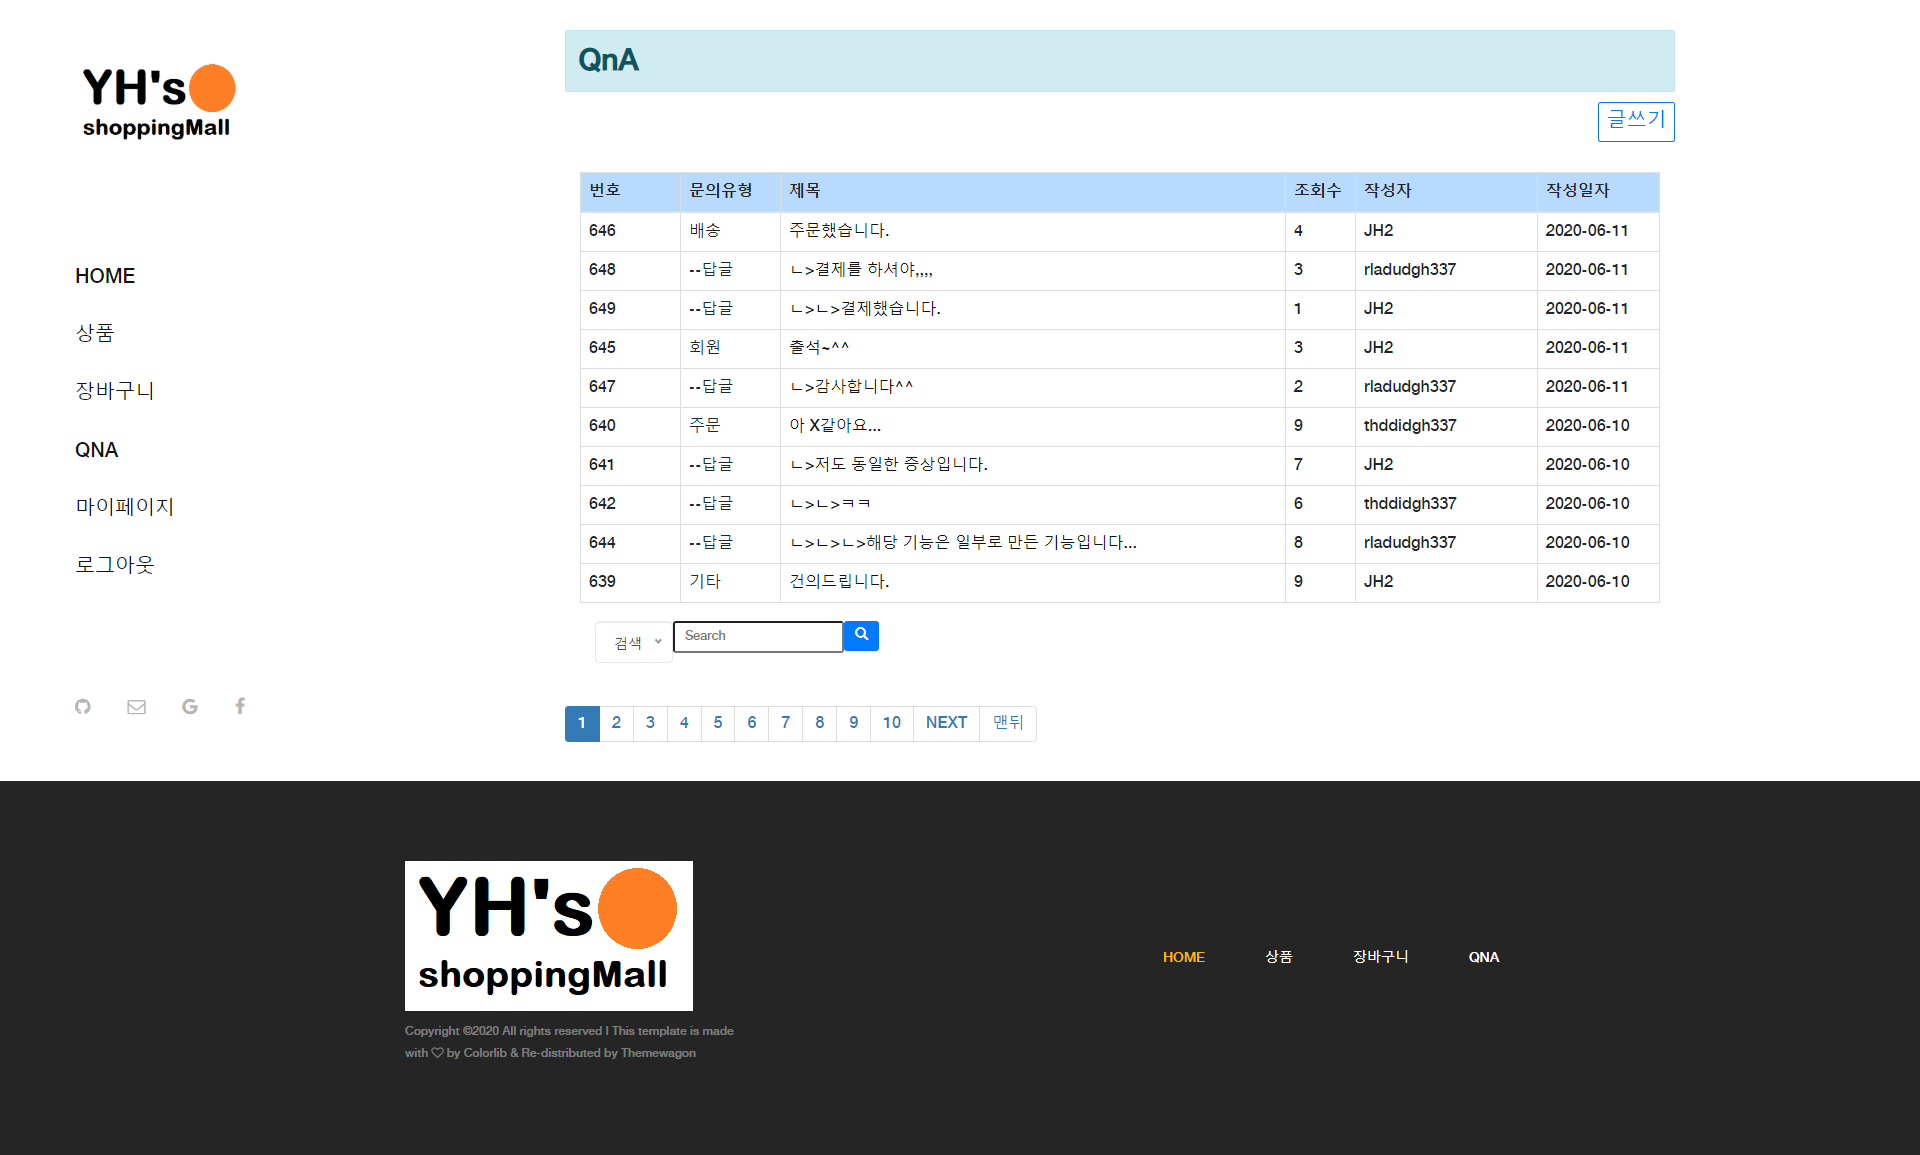 YH's
shoppingMall
HOME
상품
장바구니
QNA
마이페이지
로그아웃
QnA
글쓰기
번호 문의유형 제목 조회수 작성자 작성일자
646 배송 주문했습니다. 4 JH2 2020-06-11
648 --답글 ㄴ>결제를 하셔야,,,, 3 rladudgh337 2020-06-11
649 --답글 ㄴ>ㄴ>결제했습니다. 1 JH2 2020-06-11
645 회원 출석~^^ 3 JH2 2020-06-11
647 --답글 ㄴ>감사합니다^^ 2 rladudgh337 2020-06-11
640 주문 아 X같아요... 9 thddidgh337 2020-06-10
641 --답글 ㄴ>저도 동일한 증상입니다. 7 JH2 2020-06-10
642 --답글 ㄴ>ㄴ>ㅋㅋ 6 thddidgh337 2020-06-10
644 --답글 ㄴ>ㄴ>ㄴ>해당 기능은 일부로 만든 기능입니다... 8 rladudgh337 2020-06-10
639 기타 건의드립니다. 9 JH2 2020-06-10
검색 Search
1 2 3 4 5 6 7 8 9 10 NEXT 맨뒤
YH's
shoppingMall
Copyright ©2020 All rights reserved | This template is made
with ♡ by Colorlib & Re-distributed by Themewagon
HOME 상품 장바구니 QNA